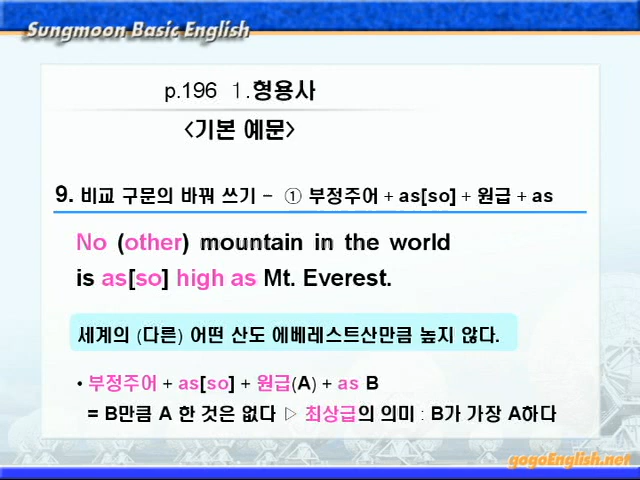 Sungmoon Basic English
p.196 1.형용사
<기본 예문>
9. 비교 구문의 바꿔 쓰기 - ① 부정주어 + as[so] + 원급 + as
No (other) mountain in the world
is as[so] high as Mt. Everest.
세계의 (다른) 어떤 산도 에베레스트산만큼 높지 않다.
• 부정주어 + as[so] + 원급(A) + as B
= B만큼 A 한 것은 없다 ▷ 최상급의 의미 : B가 가장 A하다
gogoEnglish.net